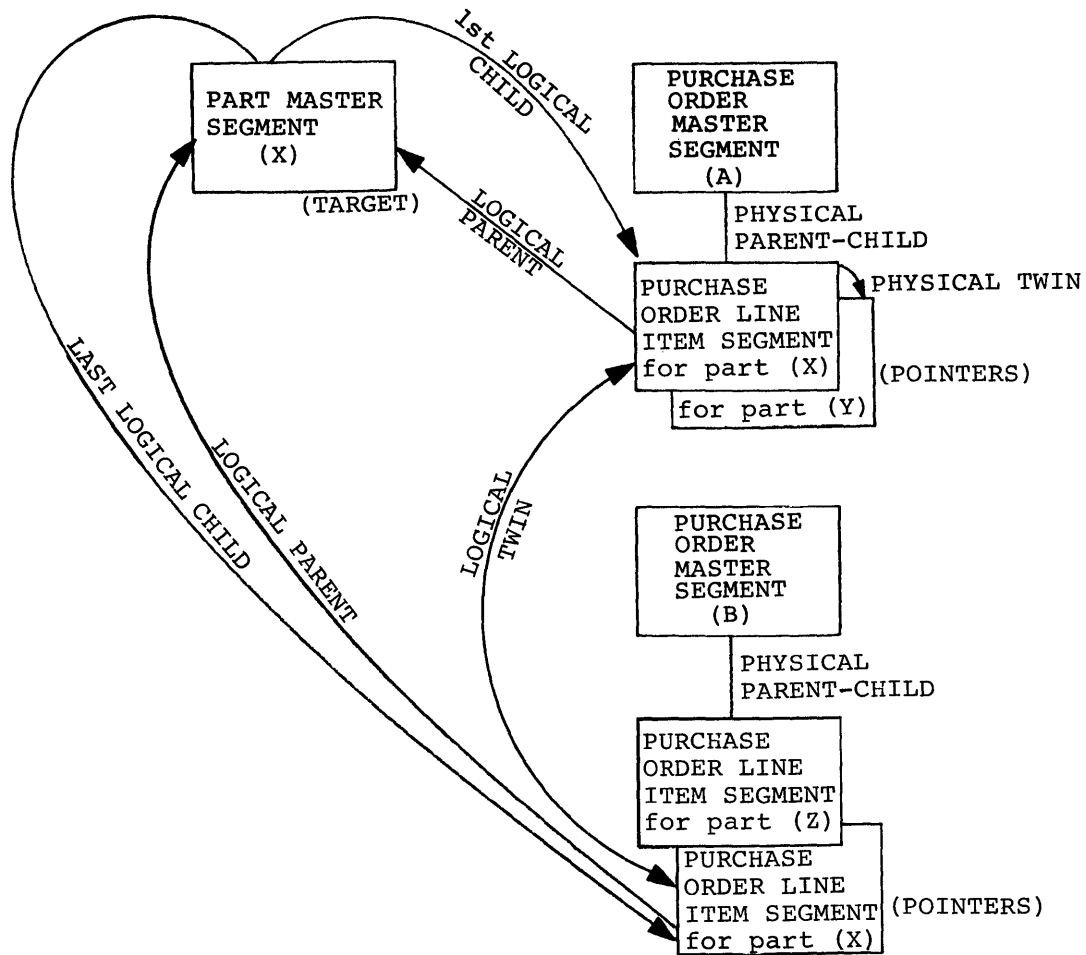 1st LOGICAL
CHILD
PART MASTER
SEGMENT
(X)
(TARGET)
PURCHASE
ORDER
MASTER
SEGMENT
(A)
LOGICAL
PARENT
PHYSICAL
PARENT-CHILD
PURCHASE
ORDER LINE
ITEM SEGMENT
for part (X)
PHYSICAL TWIN
(POINTERS)
for part (Y)
LAST LOGICAL CHILD
LOGICAL PARENT
LOGICAL
TWIN
PURCHASE
ORDER
MASTER
SEGMENT
(B)
PHYSICAL
PARENT-CHILD
PURCHASE
ORDER LINE
ITEM SEGMENT
for part (Z)
PURCHASE
ORDER LINE
ITEM SEGMENT
for part (X)
(POINTERS)